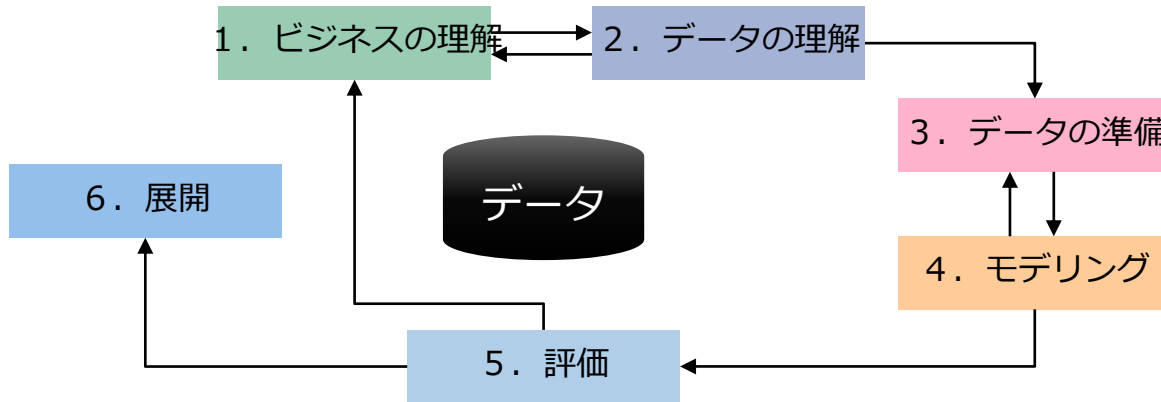 1. ビジネスの理解
2. データの理解
3. データの準備
データ
6. 展開
4. モデリング
5. 評価